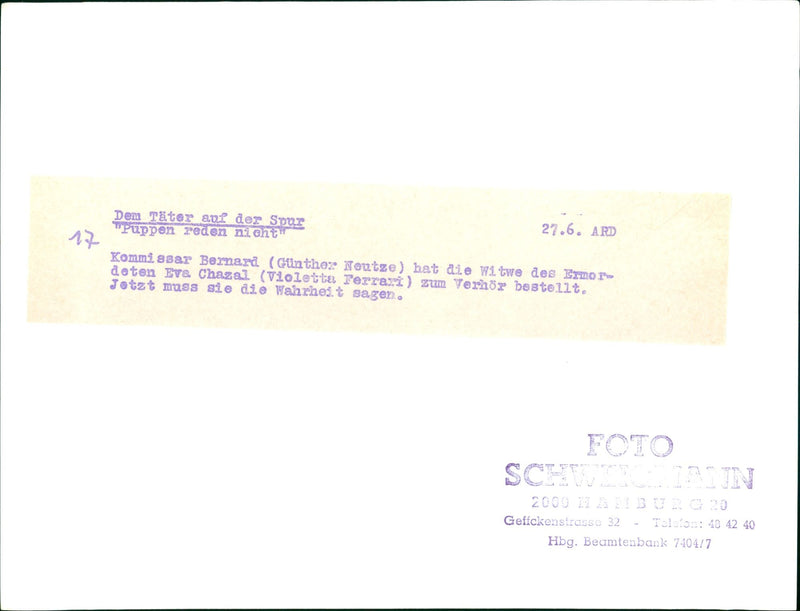 Dem Täter auf der Spur
"Puppen reden nicht"
27.6. ARD
17
Kommissar Bernard (Günther Neutze) hat die Witwe des Ermor-
deten Eva Chazal (Violetta Ferrari) zum Verhör bestellt.
Jetzt muss sie die Wahrheit sagen.
FOTO
SCHWEIGMANN
2000 HAMBURG 20
Geffckenstrasse 32 - Telefon: 48 42 40
Hbg. Beamtenbank 7404/7